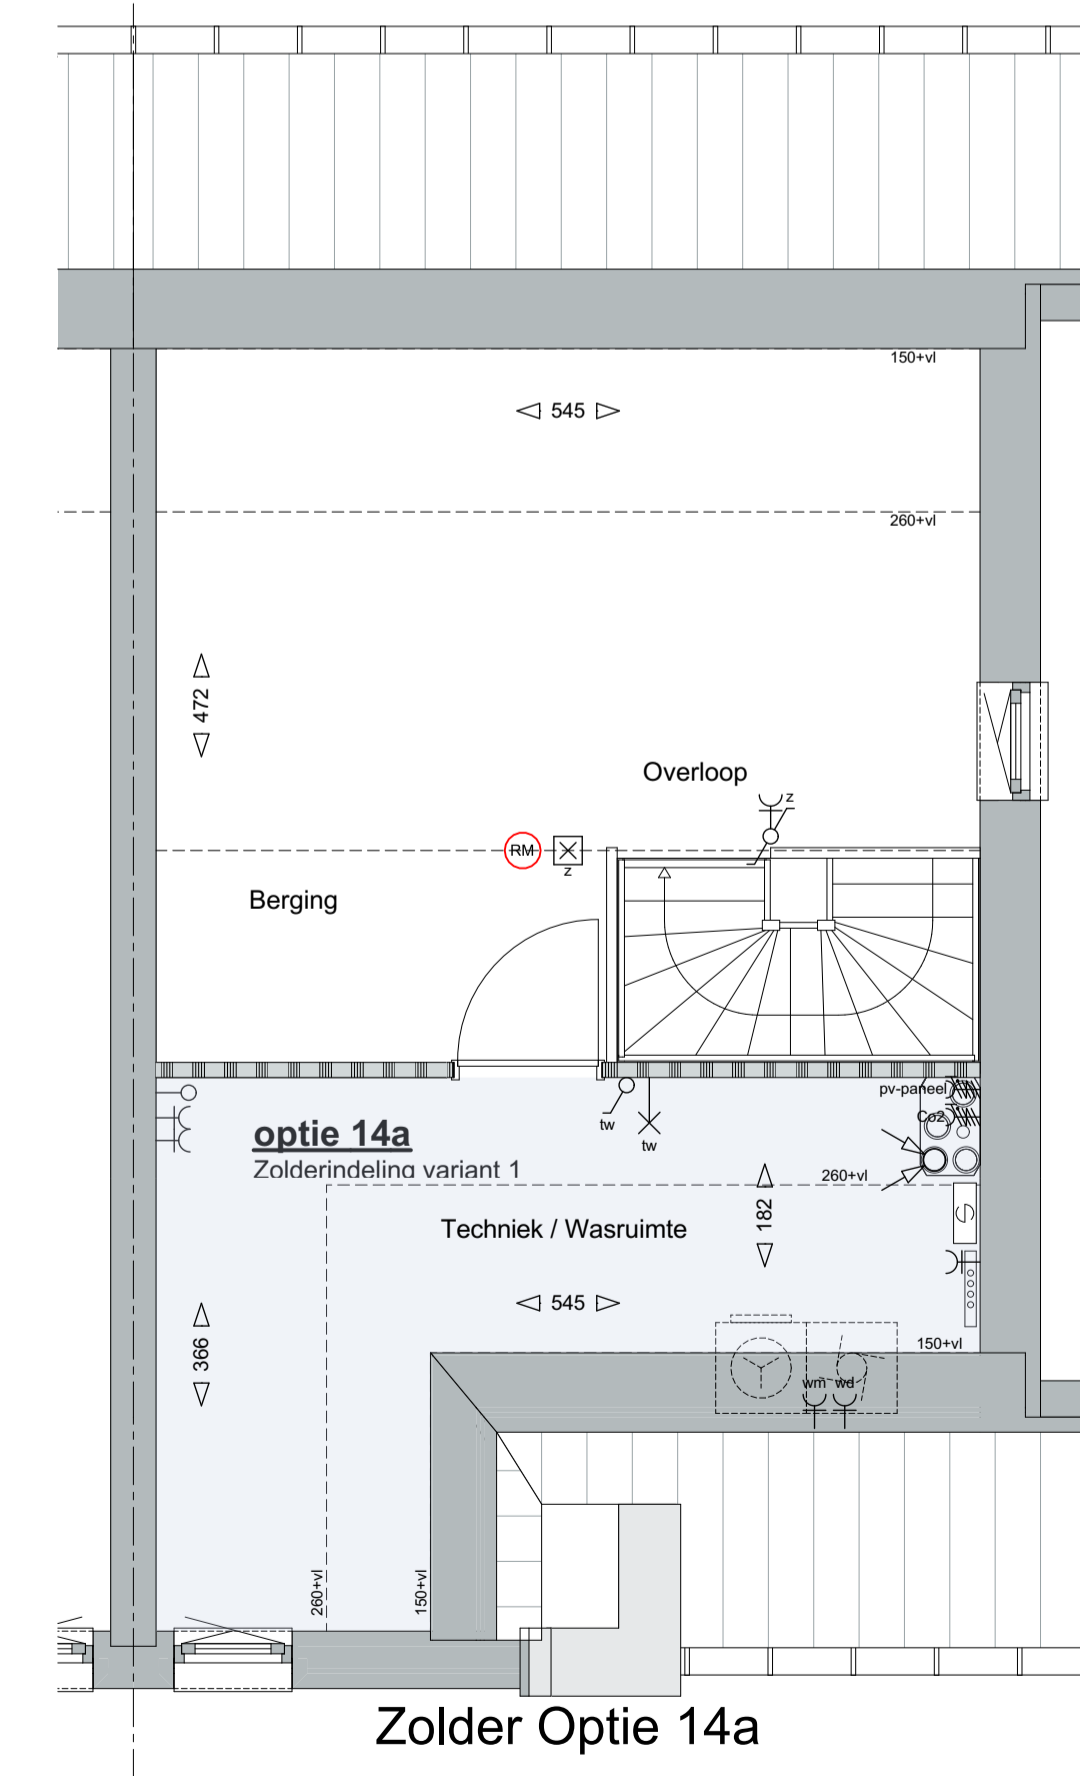 150+vl
545
260+vl
472
Overloop
z
RM
z
Berging
pv-paneel
Co2
tw
optie 14a
tw
Zolderindeling variant 1
260+vl
182
Techniek / Wasruimte
545
366
150+vl
wm wd
260+vl
150+vl
Zolder Optie 14a